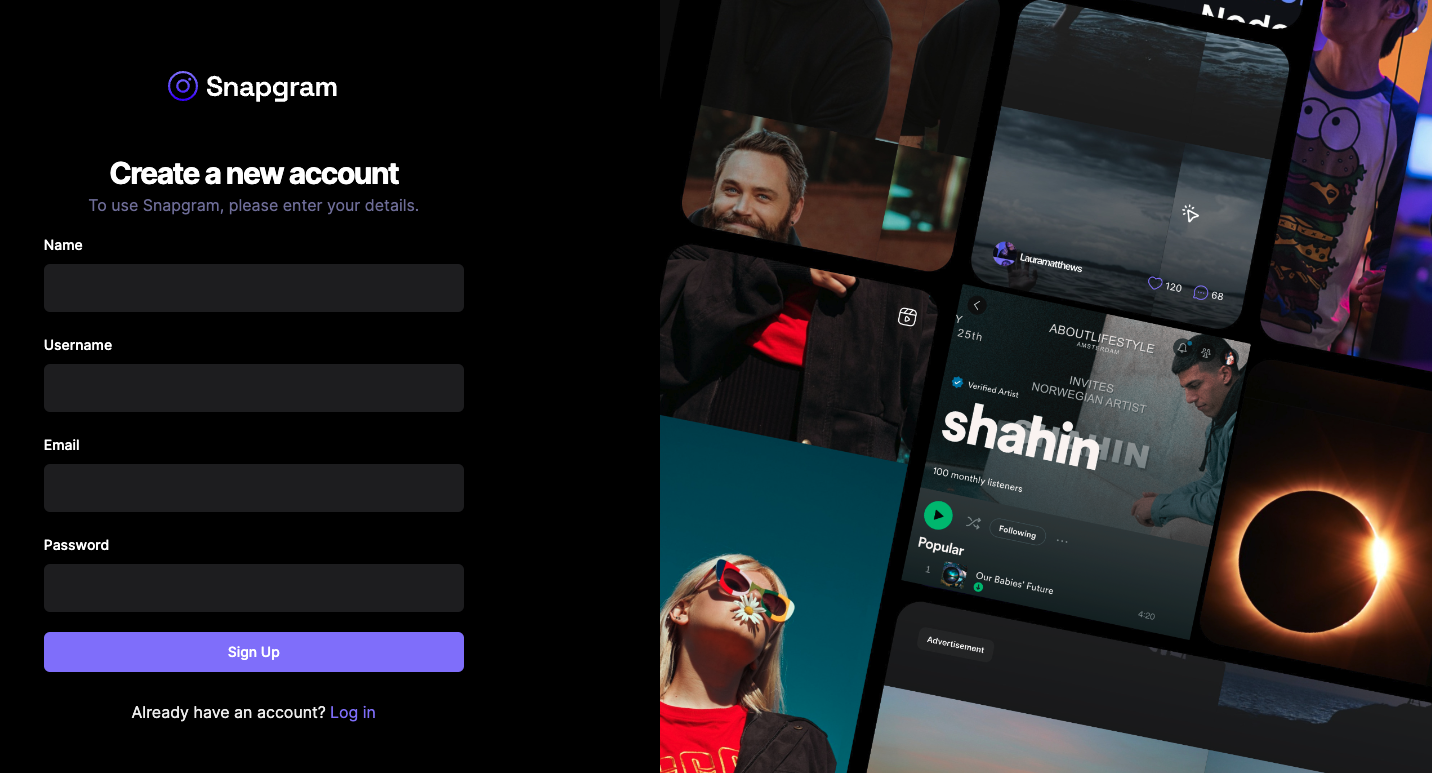 Snapgram
Create a new account
To use Snapgram, please enter your details.
Name
Username
Email
Password
Sign Up
Already have an account? Log in
Lauramatthews
120
68
Y
25th
ABOUTLIFESTYLE
AMSTERDAM
INVITES
NORWEGIAN ARTIST
SHAHIN
Verified Artist
shahin
100 monthly listeners
Following
Popular
1
Our Babies' Future
4:20
Advertisement